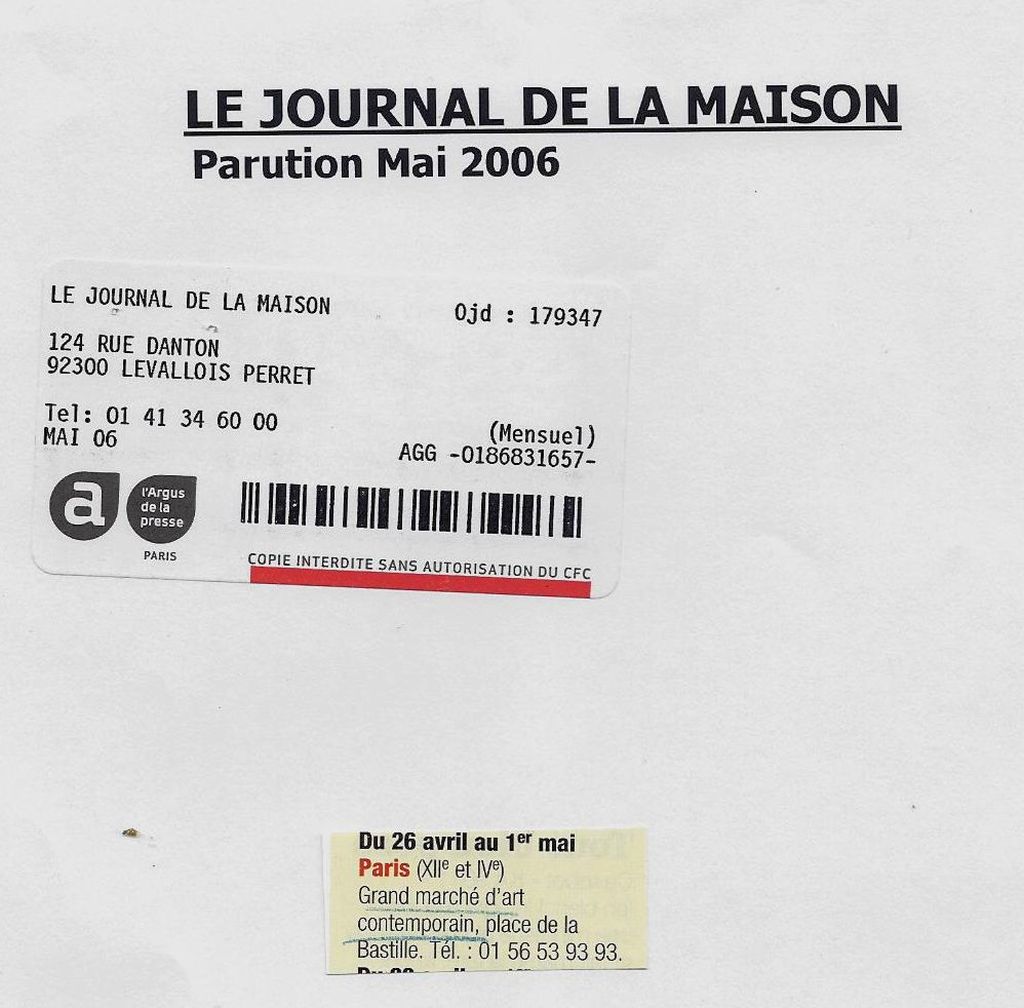 LE JOURNAL DE LA MAISON
Parution Mai 2006
LE JOURNAL DE LA MAISON
Ojd : 179347
124 RUE DANTON
92300 LEVALLOIS PERRET
Tel: 01 41 34 60 00
(Mensuel)
MAI 06
AGG -0186831657-
a
l'Argus
de la
presse
PARIS
COPIE INTERDITE SANS AUTORISATION DU CFC
Du 26 avril au 1er mai
Paris (XIIe et IVe)
Grand marché d'art
contemporain, place de la
Bastille. Tél. : 01 56 53 93 93.